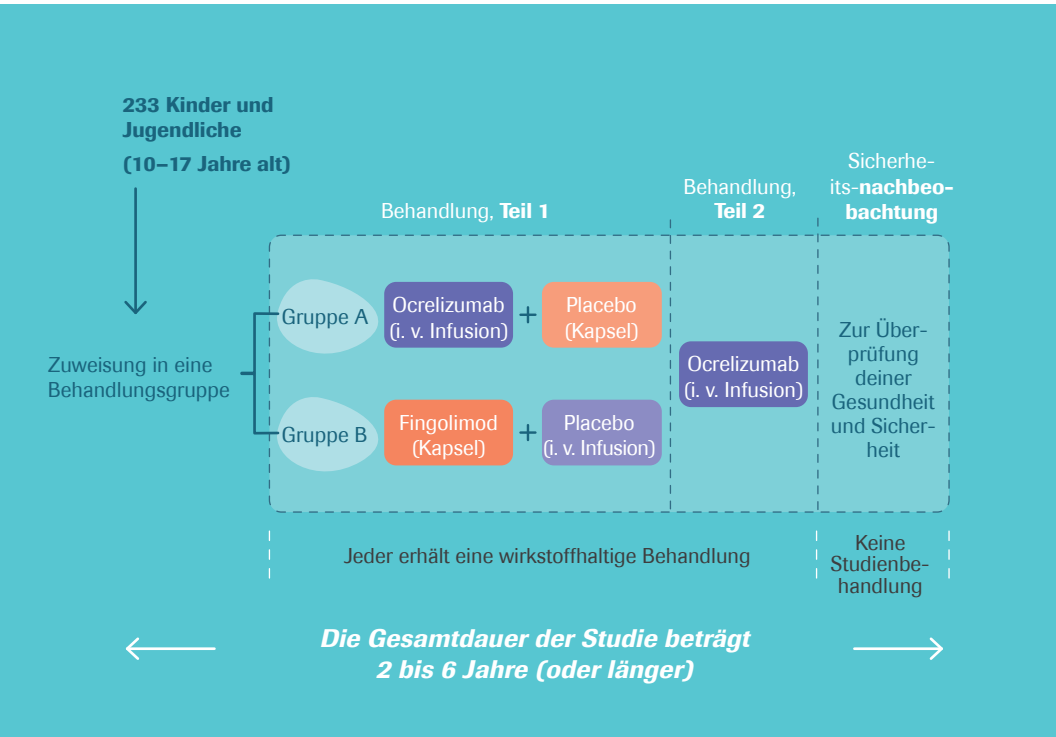 233 Kinder und
Jugendliche
(10–17 Jahre alt)
Behandlung, Teil 1
Behandlung,
Teil 2
Sicherhe-
its-nachbeo-
bachtung
Zuweisung in eine
Behandlungsgruppe
Gruppe A
Ocrelizumab
(i. v. Infusion)
+
Placebo
(Kapsel)
Gruppe B
Fingolimod
(Kapsel)
+
Placebo
(i. v. Infusion)
Ocrelizumab
(i. v. Infusion)
Zur Über-
prüfung
deiner
Gesundheit
und Sicher-
heit
Jeder erhält eine wirkstoffhaltige Behandlung
Keine
Studienbe-
handlung
Die Gesamtdauer der Studie beträgt
2 bis 6 Jahre (oder länger)